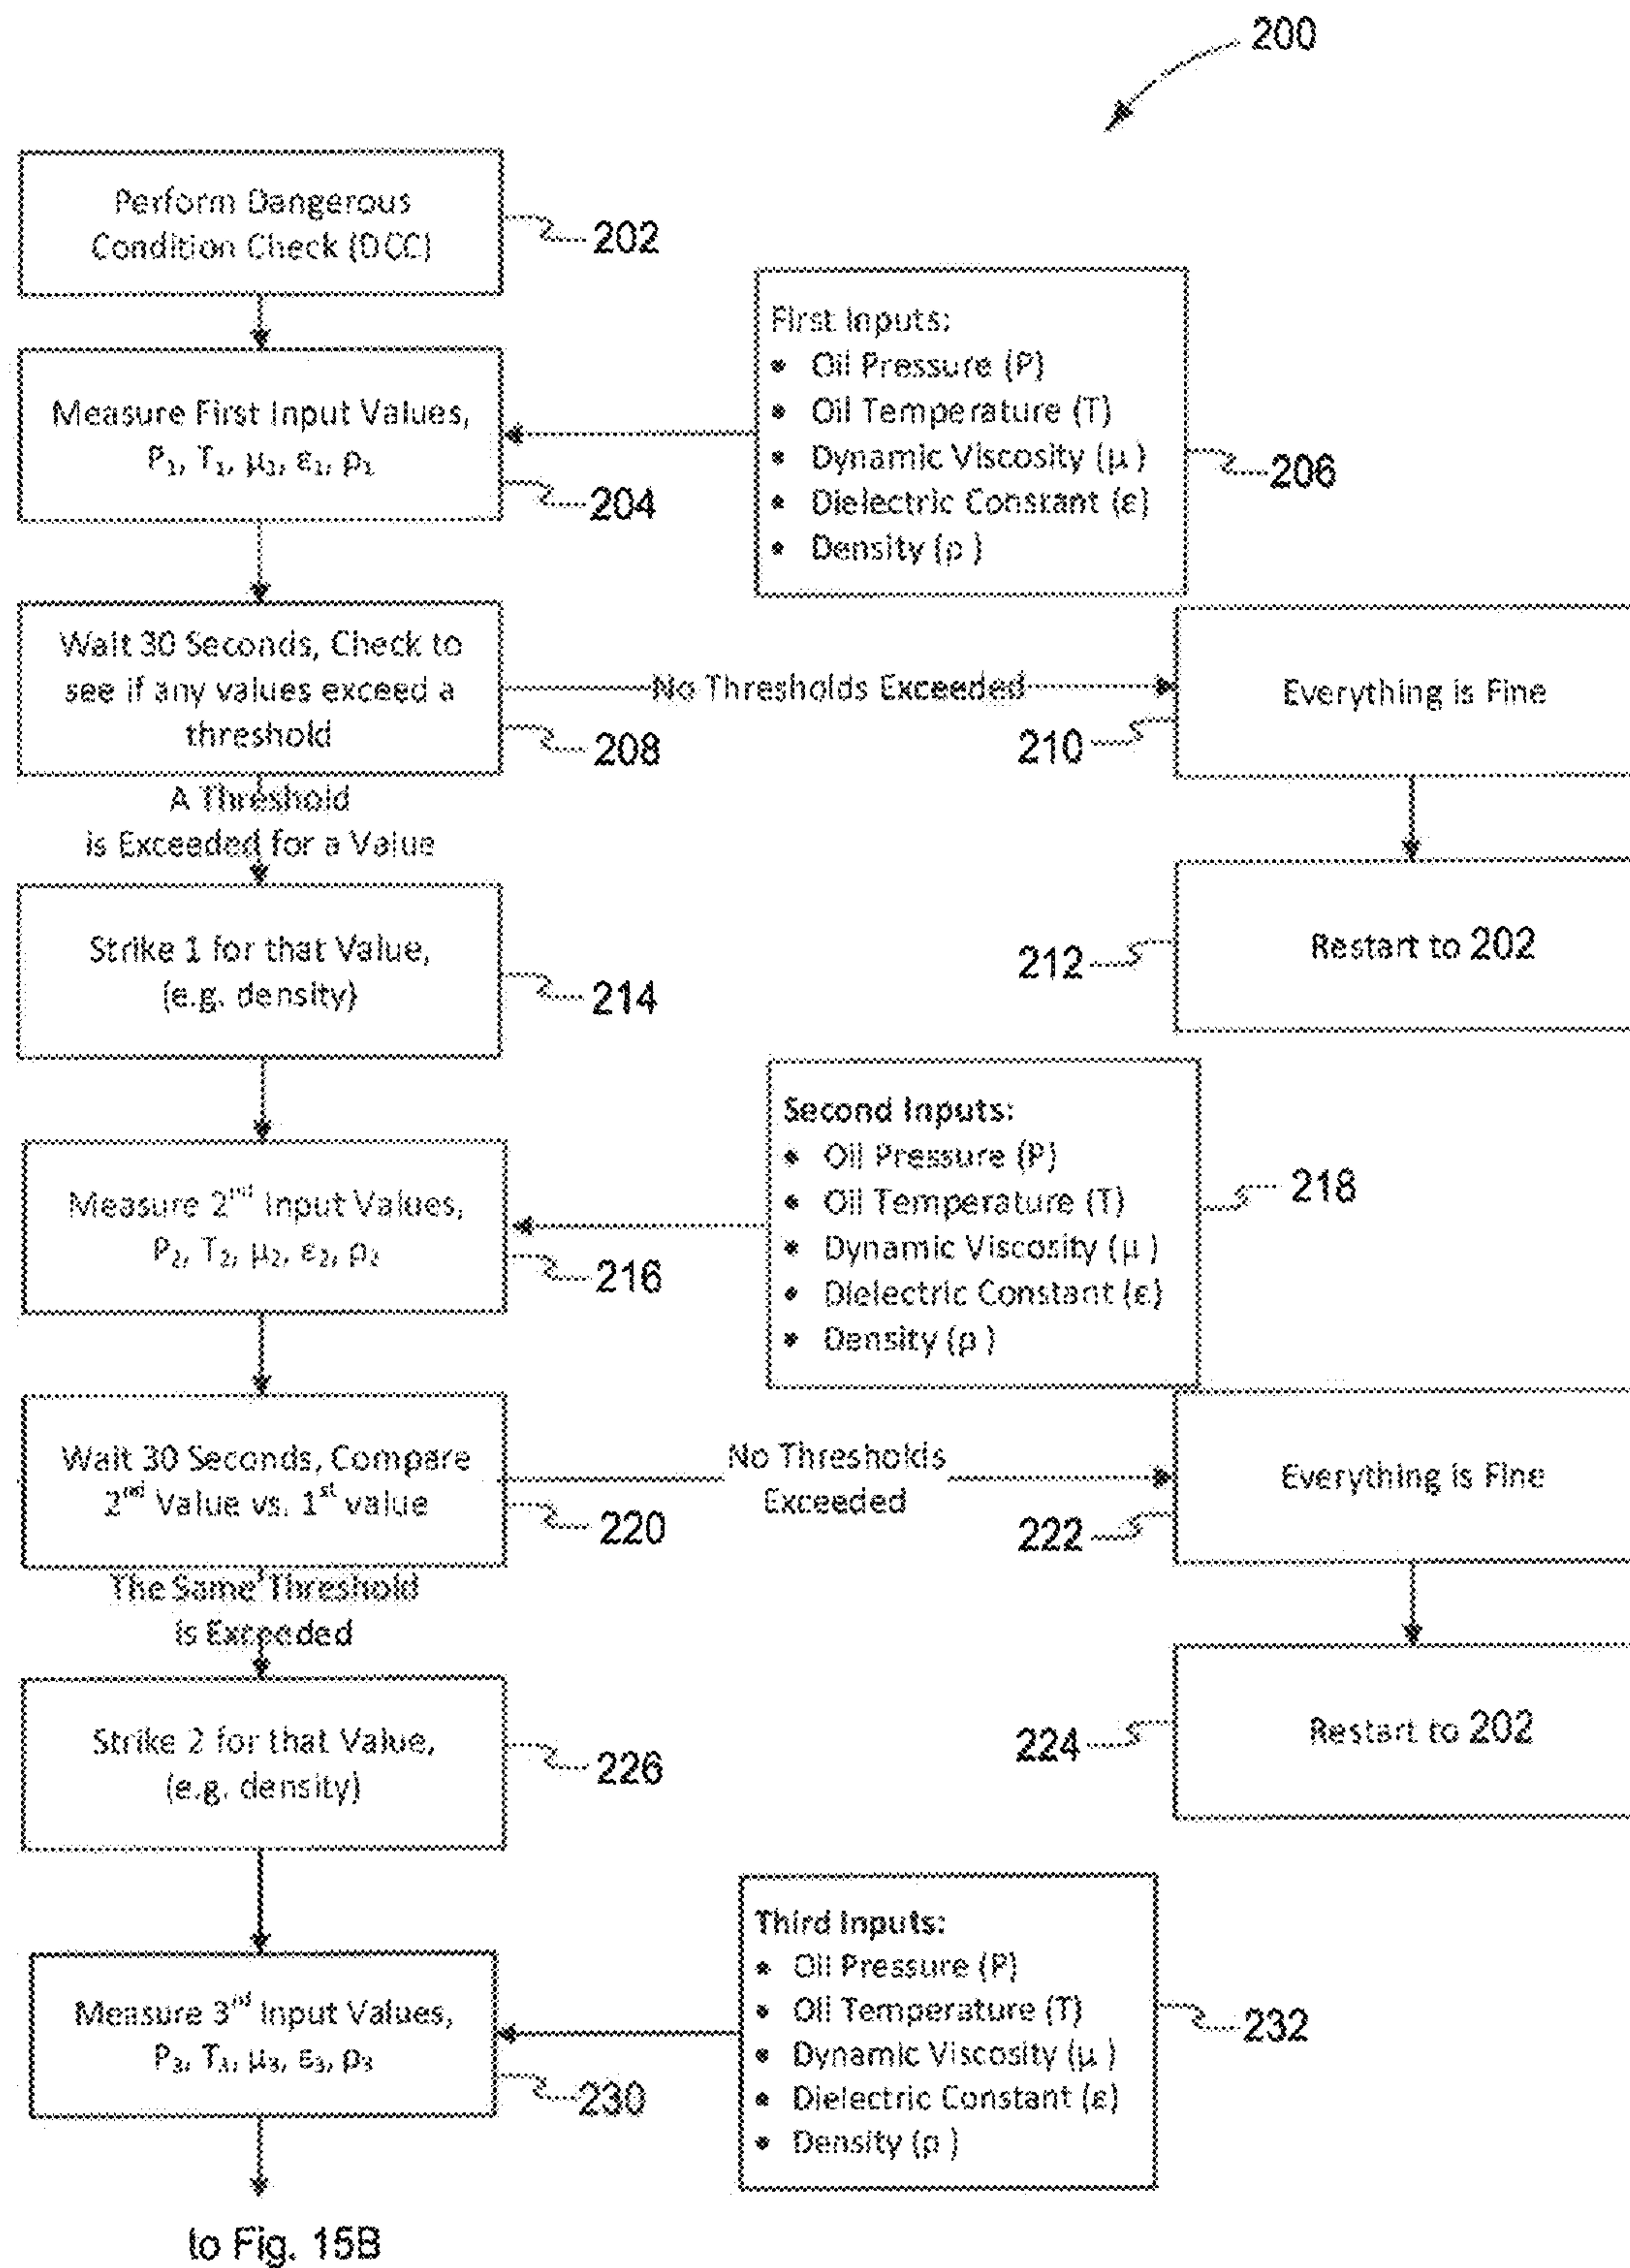 200
Perform Dangerous
Condition Check (DCC)
202
Measure First Input Values,
P₁, T₁, μ₁, ε₁, ρ₁
204
First Inputs:
• Oil Pressure (P)
• Oil Temperature (T)
• Dynamic Viscosity (μ )
• Dielectric Constant (ε)
• Density (ρ )
206
Wait 30 Seconds, Check to
see if any values exceed a
threshold
208
No Thresholds Exceeded
Everything is Fine
210
A Threshold
is Exceeded for a Value
Restart to 202
212
Strike 1 for that Value,
(e.g. density)
214
Measure 2ⁿᵈ Input Values,
P₂, T₂, μ₂, ε₂, ρ₂
216
Second Inputs:
• Oil Pressure (P)
• Oil Temperature (T)
• Dynamic Viscosity (μ )
• Dielectric Constant (ε)
• Density (ρ )
218
Wait 30 Seconds, Compare
2ⁿᵈ Value vs. 1ˢᵗ value
220
No Thresholds
Exceeded
Everything is Fine
222
The Same Threshold
is Exceeded
Restart to 202
224
Strike 2 for that Value,
(e.g. density)
226
Measure 3ʳᵈ Input Values,
P₃, T₃, μ₃, ε₃, ρ₃
230
Third Inputs:
• Oil Pressure (P)
• Oil Temperature (T)
• Dynamic Viscosity (μ )
• Dielectric Constant (ε)
• Density (ρ )
232
to Fig. 15B